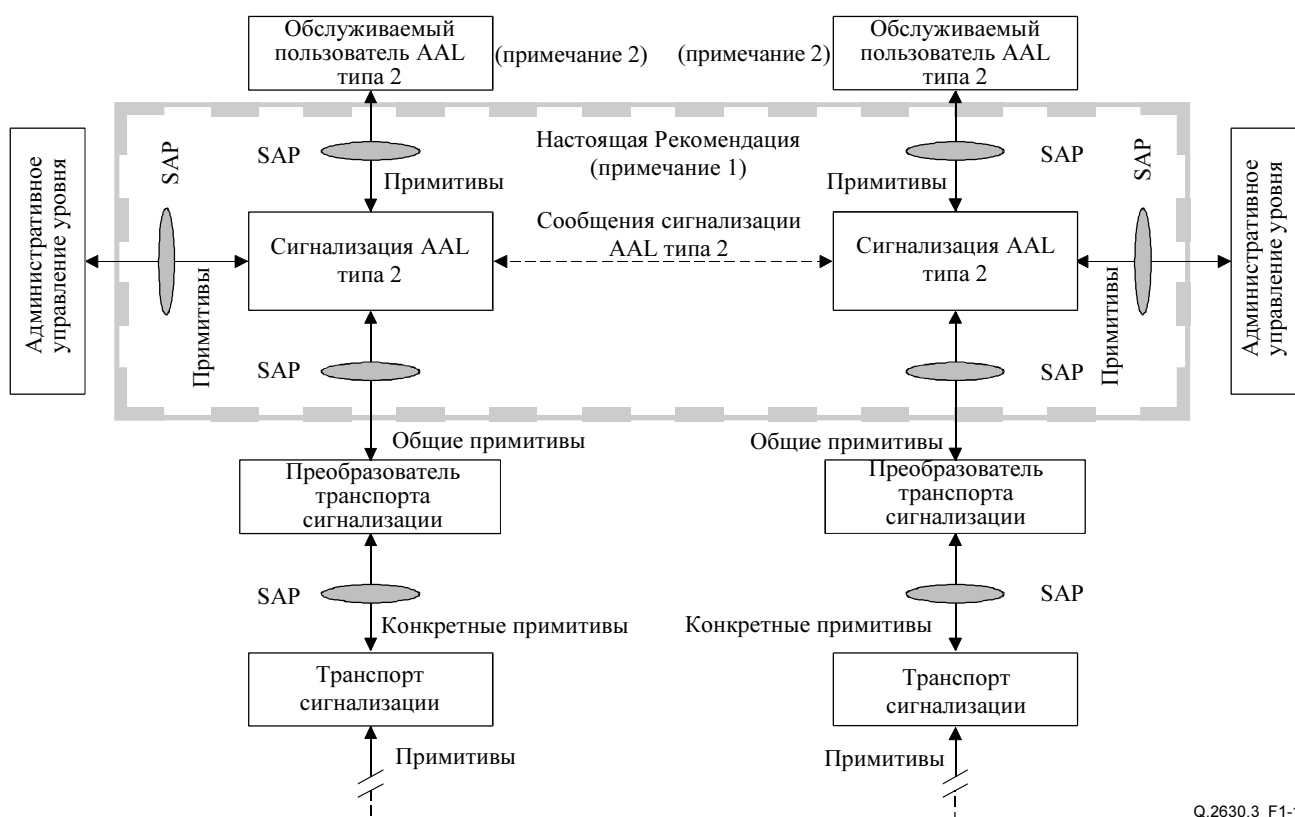 Обслуживаемый
пользователь AAL
типа 2
(примечание 2)
(примечание 2)
Обслуживаемый
пользователь AAL
типа 2
SAP
SAP
Настоящая Рекомендация
(примечание 1)
SAP
SAP
Примитивы
Примитивы
Административное
управление уровня
Примитивы
Сигнализация AAL
типа 2
Сообщения сигнализации
AAL типа 2
Сигнализация AAL
типа 2
Примитивы
Административное
управление уровня
SAP
SAP
Общие примитивы
Общие примитивы
Преобразователь
транспорта
сигнализации
Преобразователь
транспорта
сигнализации
SAP
SAP
Конкретные примитивы
Конкретные примитивы
Транспорт
сигнализации
Транспорт
сигнализации
Примитивы
Примитивы
Q.2630.3_F1-1